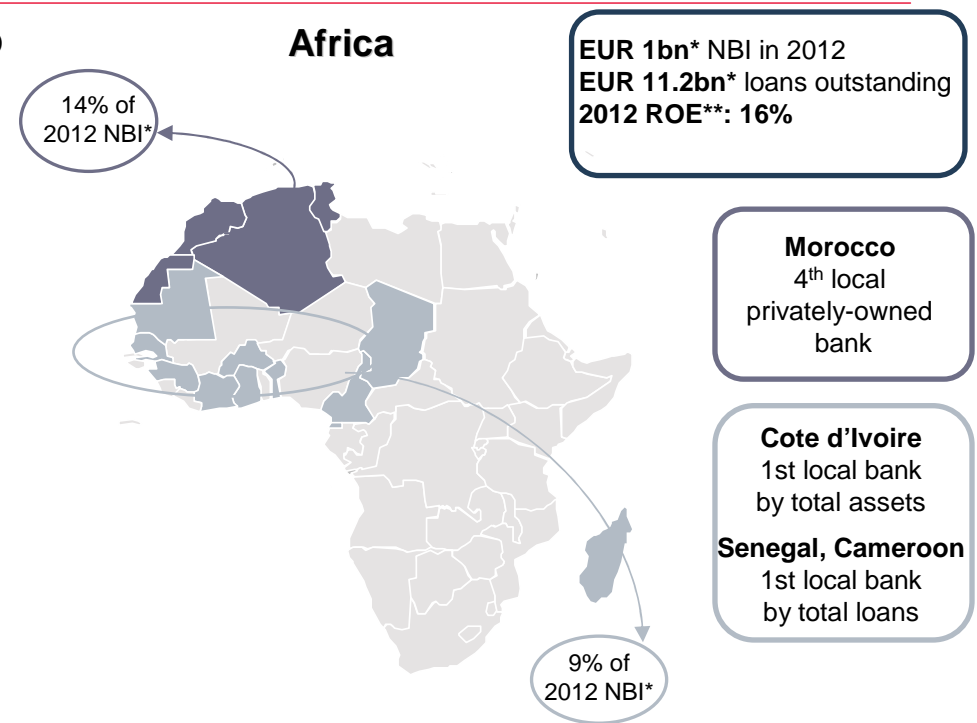 Africa
EUR 1bn* NBI in 2012
EUR 11.2bn* loans outstanding
2012 ROE**: 16%
14% of
2012 NBI*
Morocco
4th local
privately-owned
bank
Cote d’Ivoire
1st local bank
by total assets
Senegal, Cameroon
1st local bank
by total loans
9% of
2012 NBI*